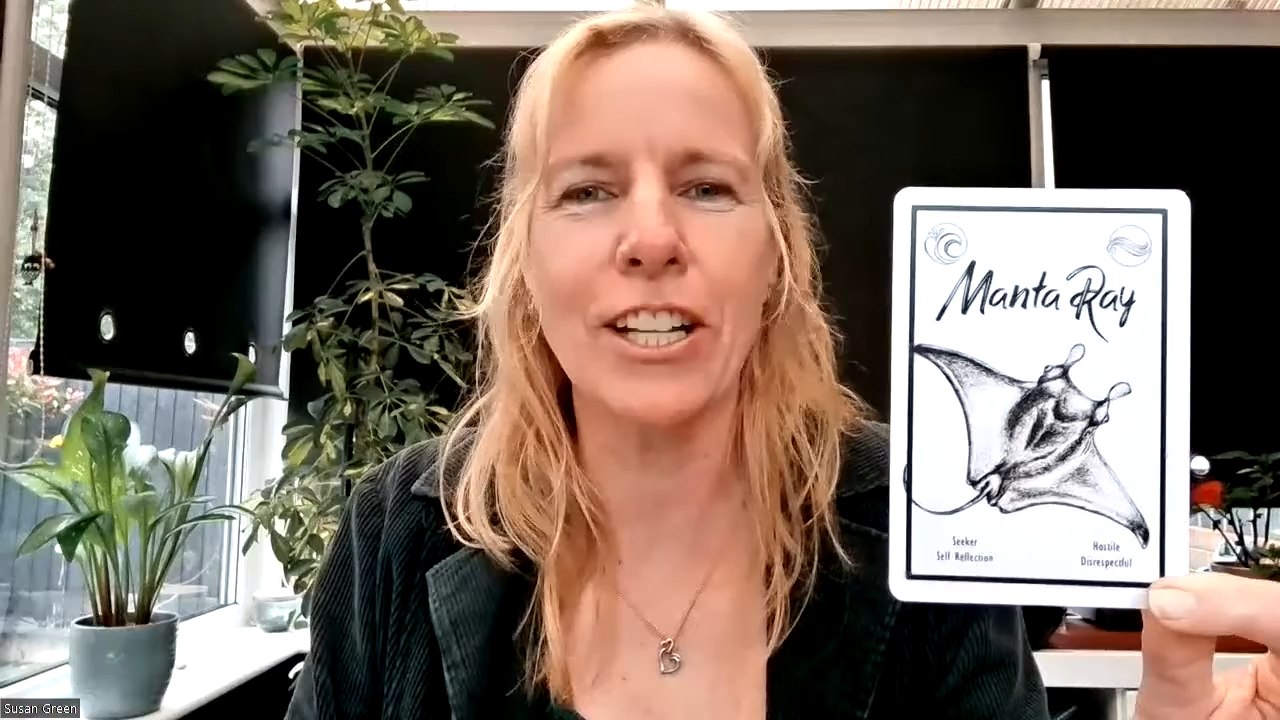 Manta Ray
Seeker
Self Reflection
Hostile
Disrespectful
Susan Green